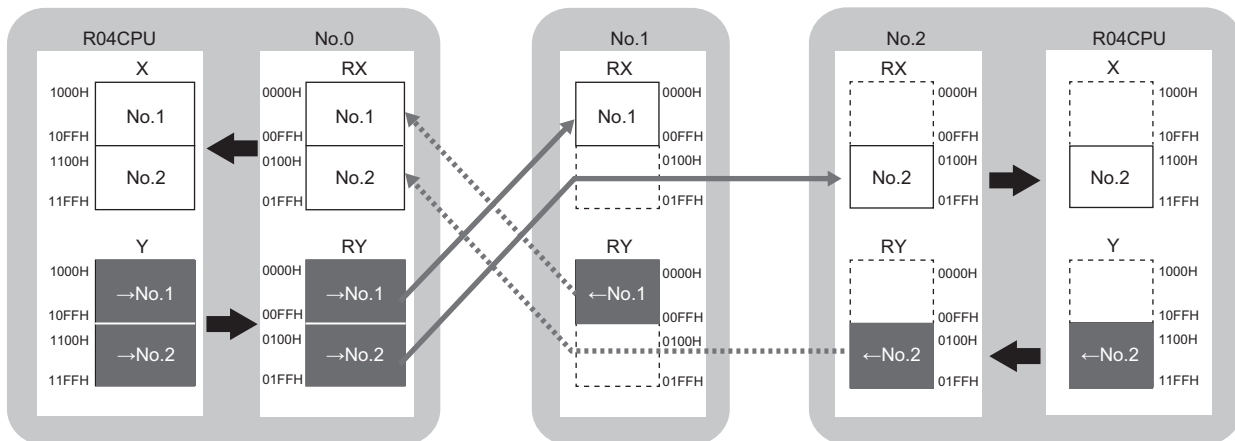 R04CPU No.0 No.1 No.2 R04CPU
X RX RX RX X
1000H 0000H 0000H 0000H 1000H
No.1 No.1 No.1
10FFH 00FFH 00FFH 00FFH 10FFH
1100H 0100H 0100H 0100H 1100H
No.2 No.2 No.2 No.2
11FFH 01FFH 01FFH 01FFH 11FFH
Y RY RY RY Y
1000H 0000H 0000H 0000H 1000H
→No.1 →No.1 ←No.1
10FFH 00FFH 00FFH 00FFH 10FFH
1100H 0100H 0100H 0100H 1100H
→No.2 →No.2 ←No.2 ←No.2
11FFH 01FFH 01FFH 01FFH 11FFH